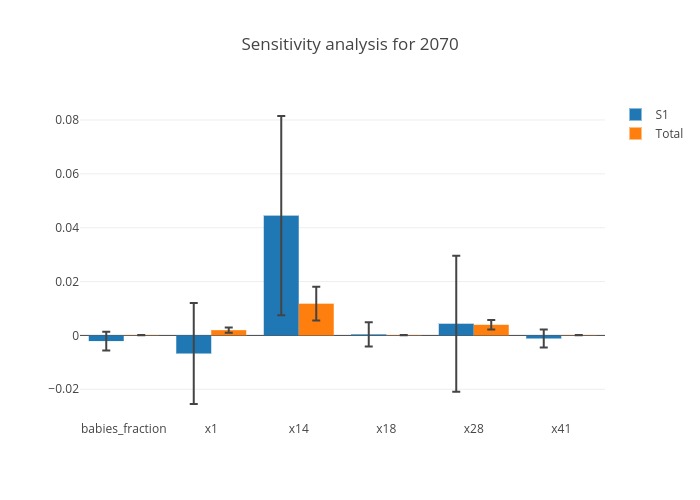 Sensitivity analysis for 2070
S1
Total
0.08
0.06
0.04
0.02
0
−0.02
babies_fraction x1 x14 x18 x28 x41